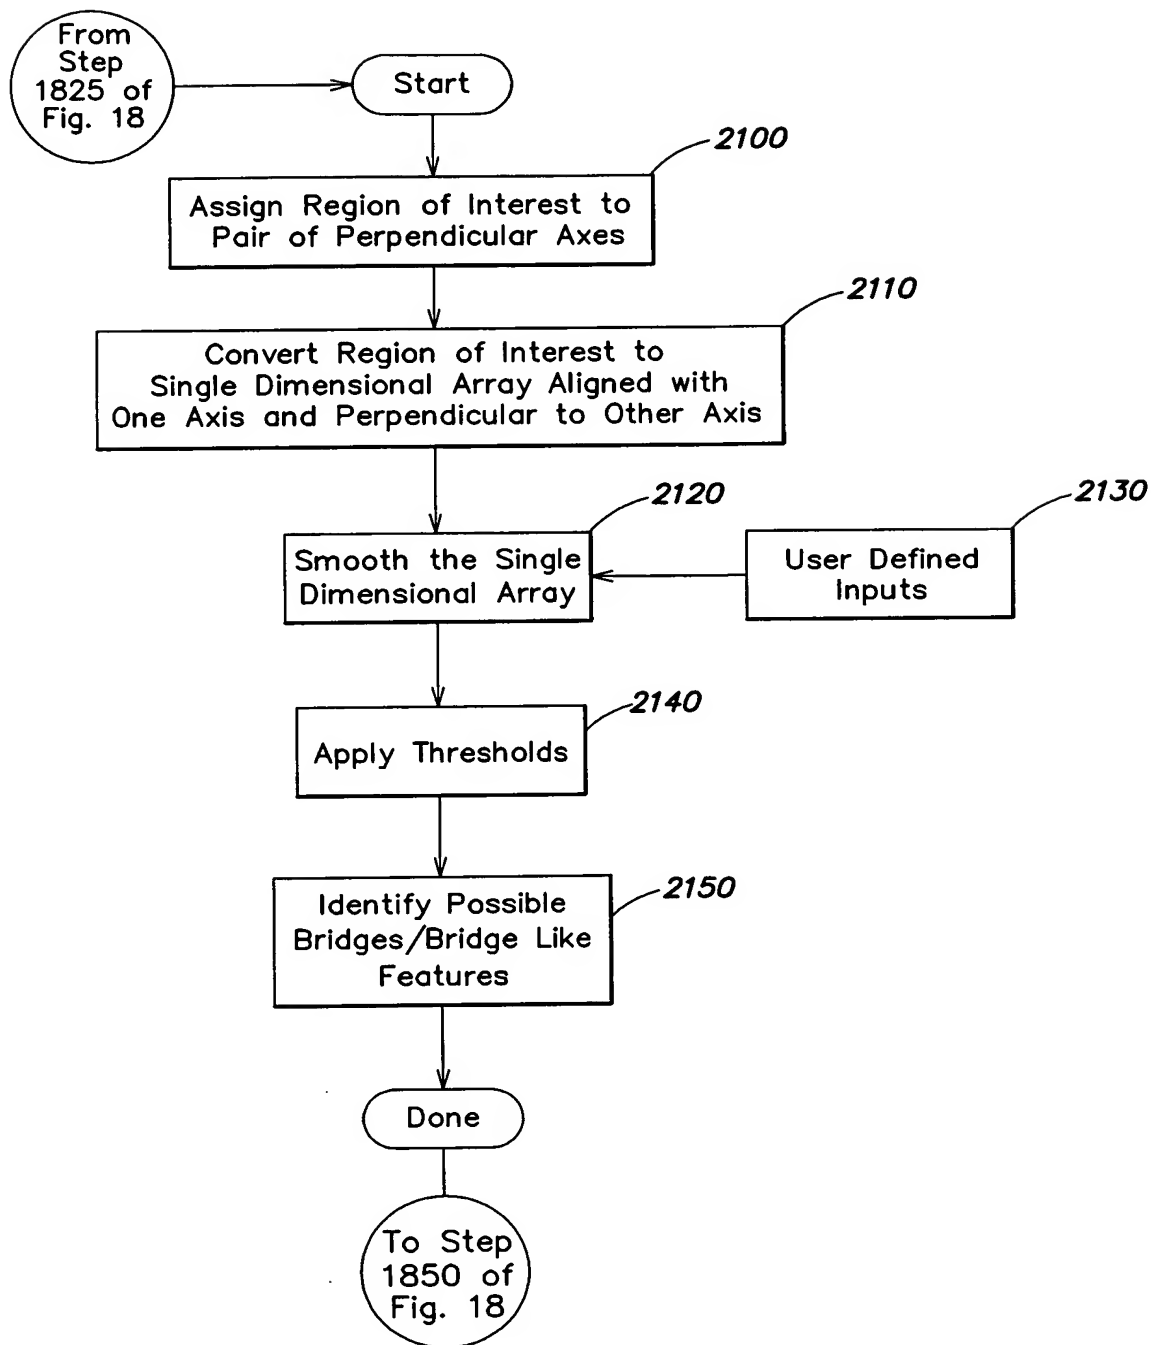 From
Step
1825 of
Fig. 18
Start
2100
Assign Region of Interest to
Pair of Perpendicular Axes
2110
Convert Region of Interest to
Single Dimensional Array Aligned with
One Axis and Perpendicular to Other Axis
2120
Smooth the Single
Dimensional Array
2130
User Defined
Inputs
2140
Apply Thresholds
2150
Identify Possible
Bridges/Bridge Like
Features
Done
To Step
1850 of
Fig. 18